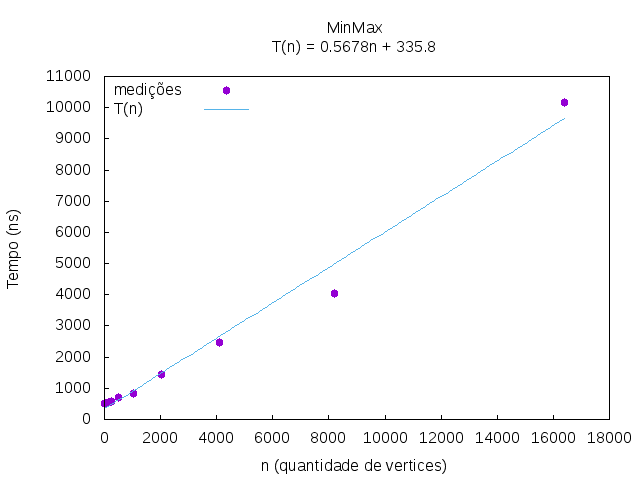 MinMax
T(n) = 0.5678n + 335.8
medições
T(n)
11000
10000
9000
8000
7000
6000
5000
4000
3000
2000
1000
0
Tempo (ns)
0 2000 4000 6000 8000 10000 12000 14000 16000 18000
n (quantidade de vertices)